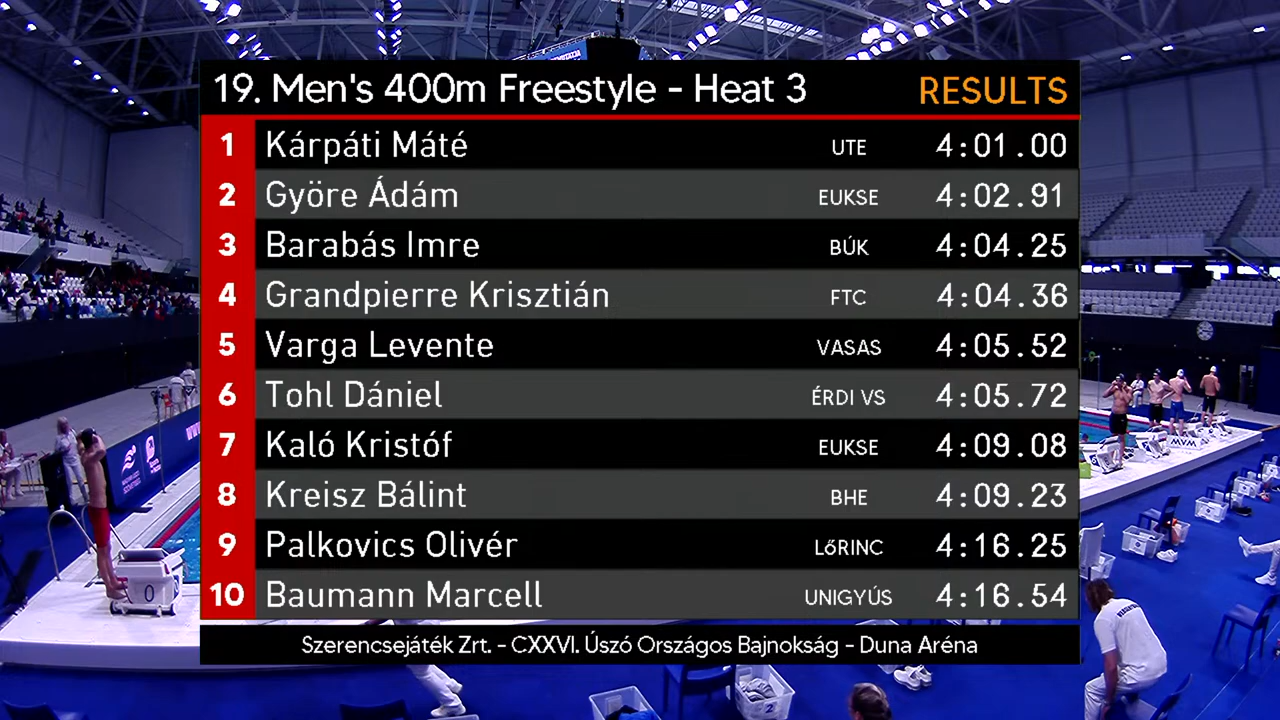 19. Men's 400m Freestyle - Heat 3 RESULTS
1 Kárpáti Máté UTE 4:01.00
2 Györe Ádám EUKSE 4:02.91
3 Barabás Imre BÚK 4:04.25
4 Grandpierre Krisztián FTC 4:04.36
5 Varga Levente VASAS 4:05.52
6 Tohl Dániel ÉRDI VS 4:05.72
7 Kaló Kristóf EUKSE 4:09.08
8 Kreisz Bálint BHE 4:09.23
9 Palkovics Olivér LőRINC 4:16.25
10 Baumann Marcell UNIGYÚS 4:16.54
Szerencsejáték Zrt. - CXXVI. Úszó Országos Bajnokság - Duna Aréna
MVM
0
2